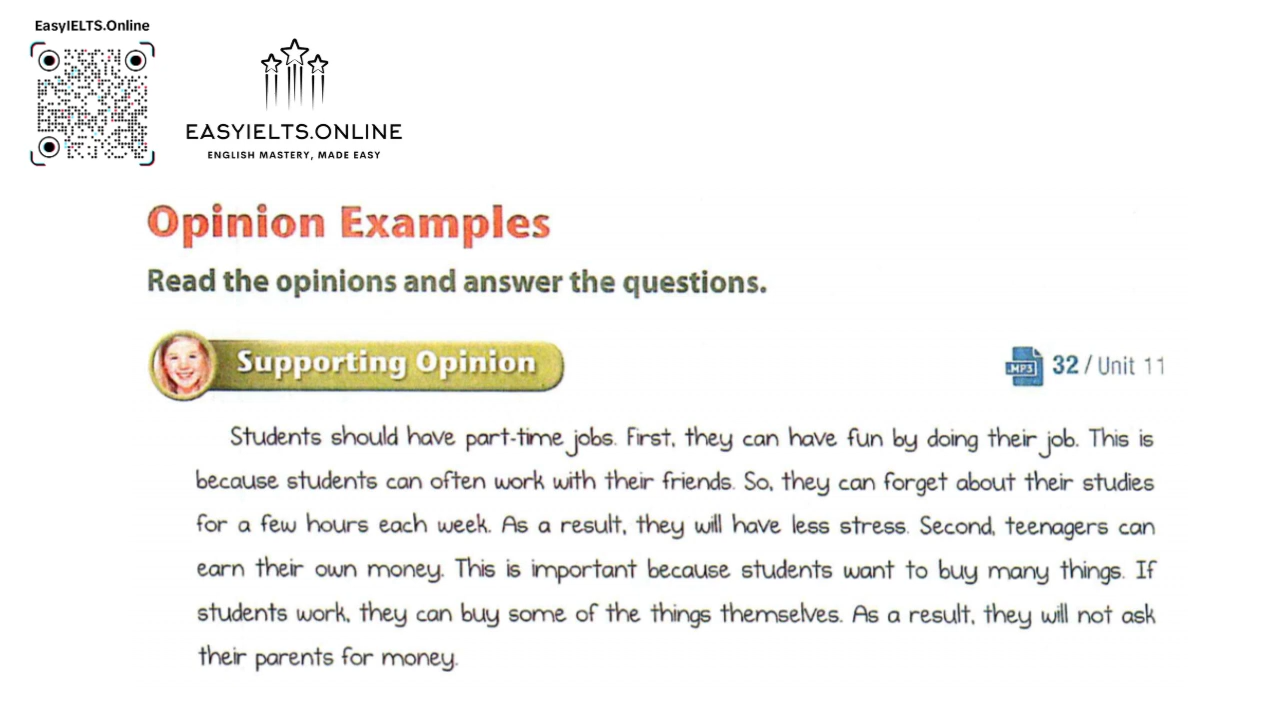 EasyIELTS.Online
EASYIELTS.ONLINE
ENGLISH MASTERY, MADE EASY
Opinion Examples
Read the opinions and answer the questions.
Supporting Opinion
.MP3 32 / Unit 11
Students should have part-time jobs. First, they can have fun by doing their job. This is
because students can often work with their friends. So, they can forget about their studies
for a few hours each week. As a result, they will have less stress. Second, teenagers can
earn their own money. This is important because students want to buy many things. If
students work, they can buy some of the things themselves. As a result, they will not ask
their parents for money.